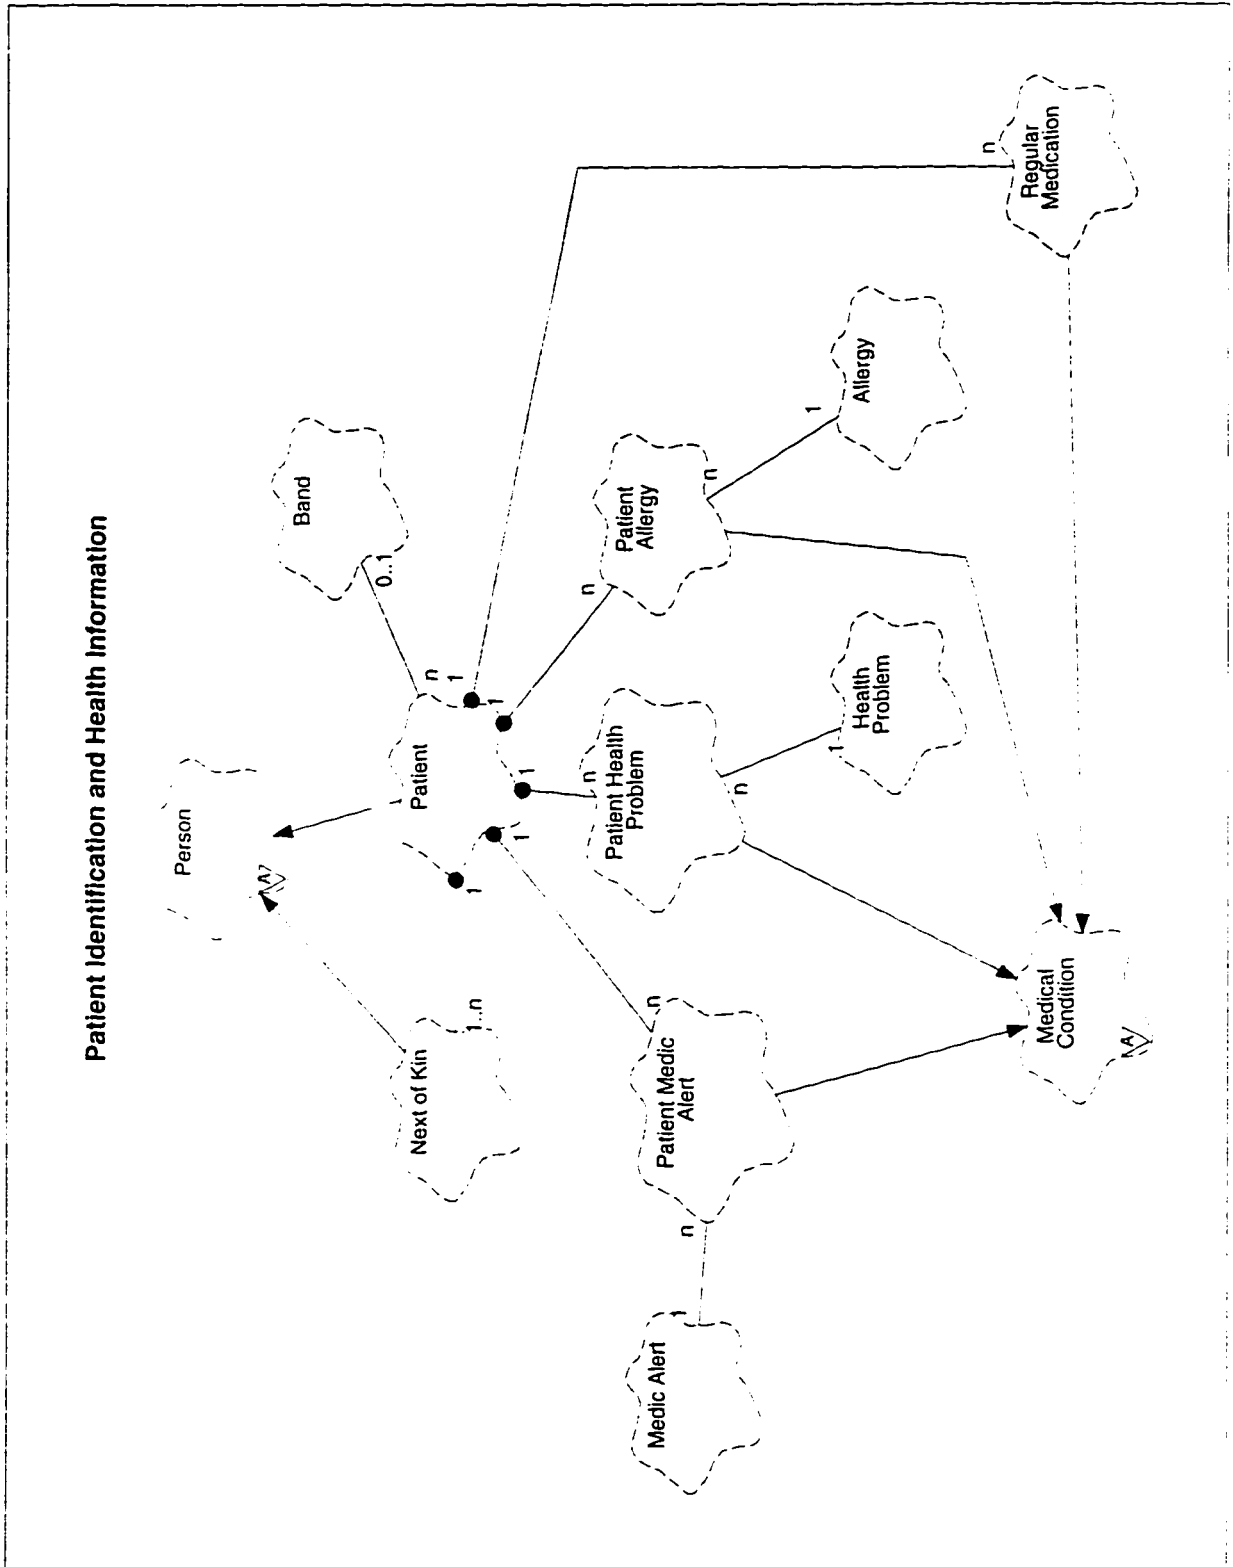 Patient Identification and Health Information
Person
A
Next of Kin
1..n
Patient
1
1
1
1
1
n
Band
0..1
Medic Alert
1
n
Patient Medic
Alert
n
Patient Health
Problem
n
n
Patient
Allergy
n
n
Health
Problem
1
Allergy
1
Medical
Condition
A
Regular
Medication
n